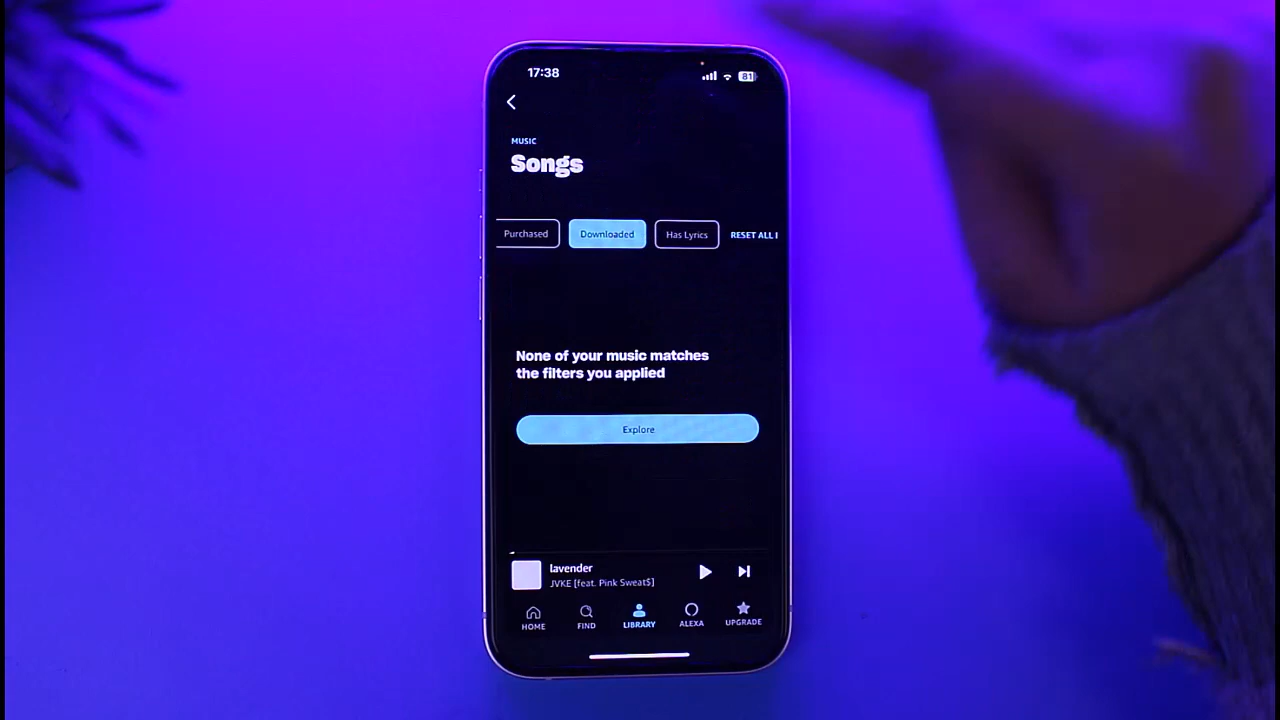 17:38
81
MUSIC
Songs
Purchased
Downloaded
Has Lyrics
RESET ALL
None of your music matches
the filters you applied
Explore
lavender
JVKE [feat. Pink Sweat$]
HOME
FIND
LIBRARY
ALEXA
UPGRADE